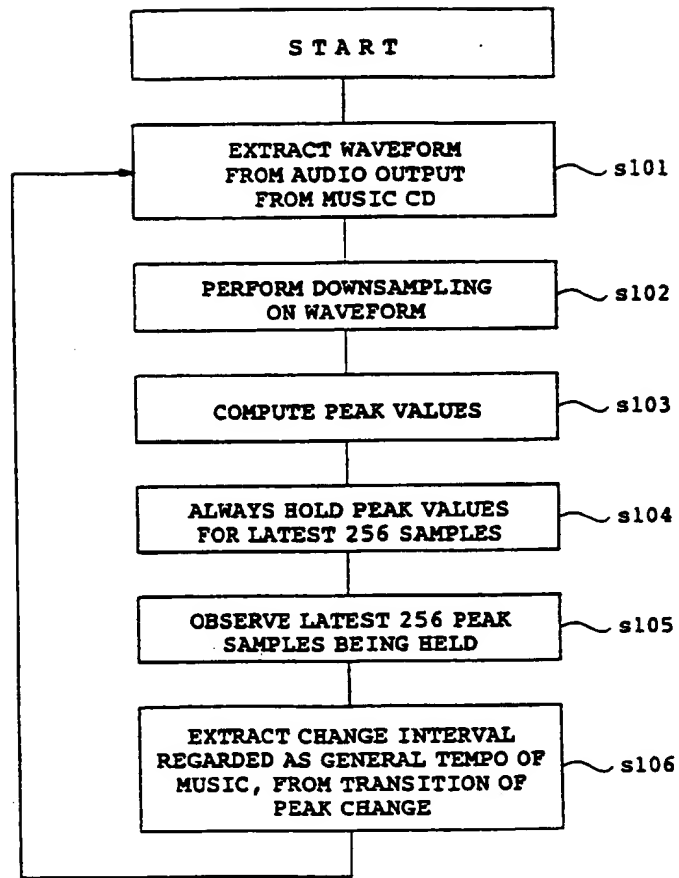 START
EXTRACT WAVEFORM
FROM AUDIO OUTPUT
FROM MUSIC CD
s101
PERFORM DOWNSAMPLING
ON WAVEFORM
s102
COMPUTE PEAK VALUES
s103
ALWAYS HOLD PEAK VALUES
FOR LATEST 256 SAMPLES
s104
OBSERVE LATEST 256 PEAK
SAMPLES BEING HELD
s105
EXTRACT CHANGE INTERVAL
REGARDED AS GENERAL TEMPO OF
MUSIC, FROM TRANSITION OF
PEAK CHANGE
s106